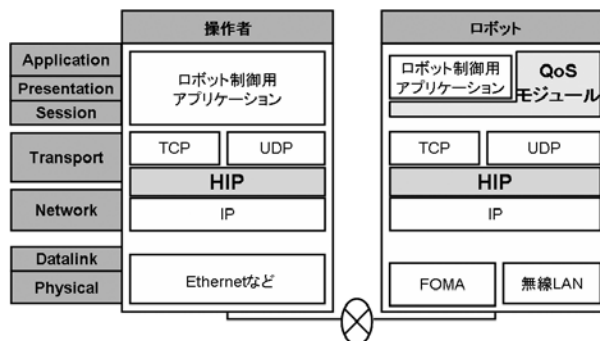 操作者
ロボット
Application
Presentation
Session
Transport
Network
Datalink
Physical
ロボット制御用
アプリケーション
TCP
UDP
HIP
IP
Ethernetなど
ロボット制御用
アプリケーション
QoS
モジュール
TCP
UDP
HIP
IP
FOMA
無線LAN